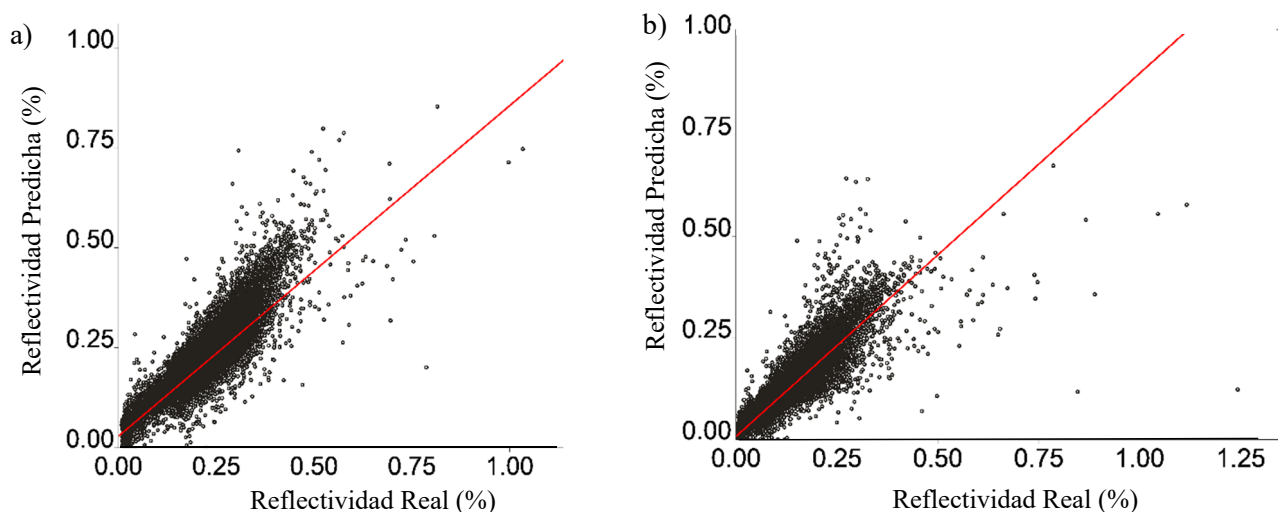 a)
Reflectividad Predicha (%)
1.00
0.75
0.50
0.25
0.00
0.00 0.25 0.50 0.75 1.00
Reflectividad Real (%)
b)
Reflectividad Predicha (%)
1.00
0.75
0.50
0.25
0.00
0.00 0.25 0.50 0.75 1.00 1.25
Reflectividad Real (%)